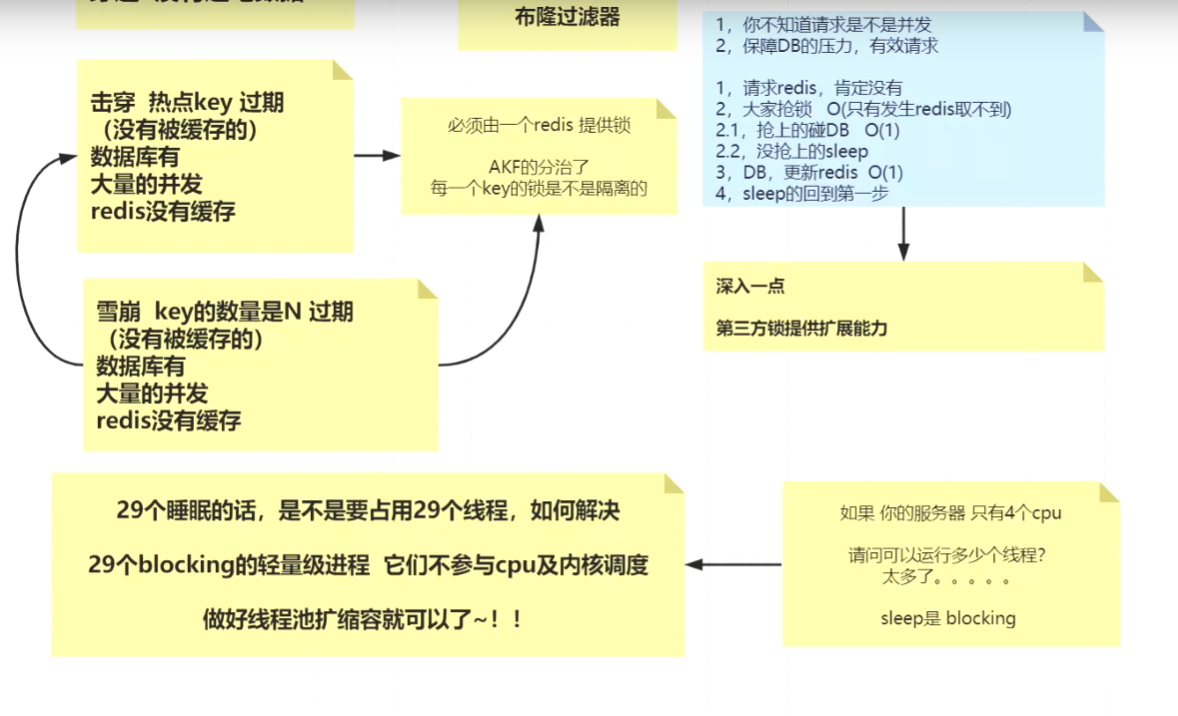 布隆过滤器
击穿 热点key 过期
（没有被缓存的）
数据库有
大量的并发
redis没有缓存
必须由一个redis 提供锁
AKF的分治了
每一个key的锁是不是隔离的
1，你不知道请求是不是并发
2，保障DB的压力，有效请求
1，请求redis，肯定没有
2，大家抢锁 O(只有发生redis取不到)
2.1，抢上的碰DB O(1)
2.2，没抢上的sleep
3，DB，更新redis O(1)
4，sleep的回到第一步
雪崩 key的数量是N 过期
（没有被缓存的）
数据库有
大量的并发
redis没有缓存
深入一点
第三方锁提供扩展能力
29个睡眠的话，是不是要占用29个线程，如何解决
29个blocking的轻量级进程 它们不参与cpu及内核调度
做好线程池扩缩容就可以了~！！
如果 你的服务器 只有4个cpu
请问可以运行多少个线程?
太多了。。。。。
sleep是 blocking